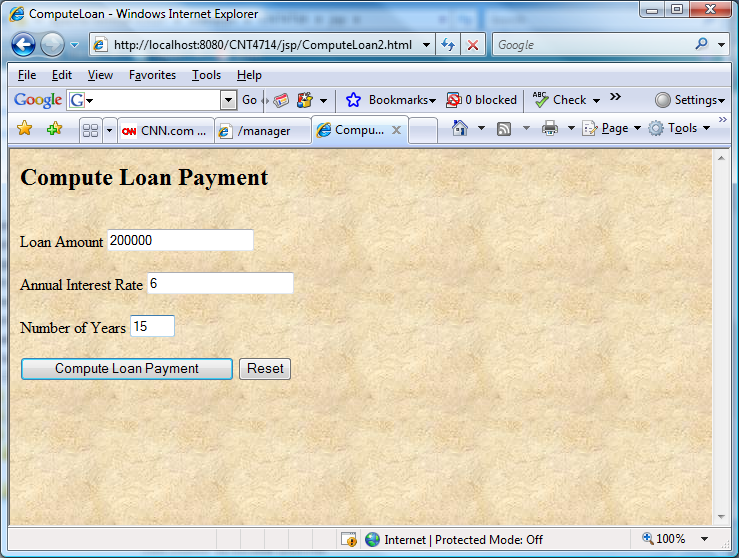 ComputeLoan - Windows Internet Explorer
http://localhost:8080/CNT4714/jsp/ComputeLoan2.html Google
File Edit View Favorites Tools Help
Google G Go Bookmarks 0 blocked ABC Check » Settings
CNN.com ... /manager Compu... Page Tools »
Compute Loan Payment
Loan Amount 200000
Annual Interest Rate 6
Number of Years 15
Compute Loan Payment Reset
Internet | Protected Mode: Off 100%